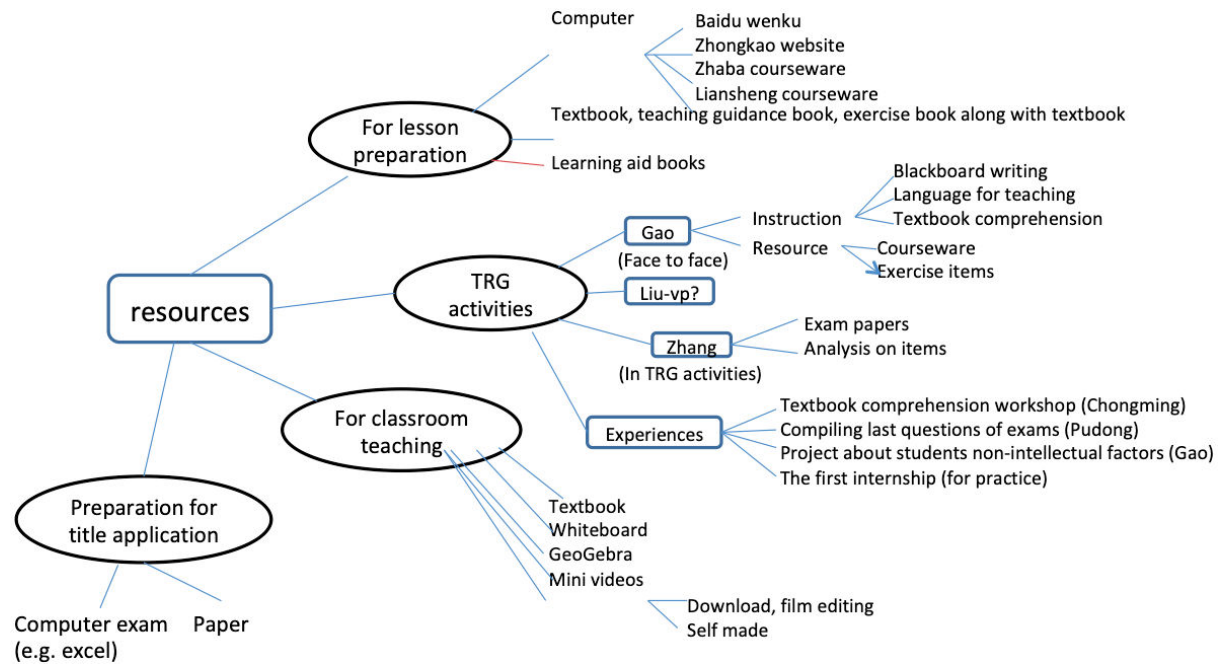 Computer
Baidu wenku
Zhongkao website
Zhaba courseware
Liansheng courseware
For lesson
preparation
Textbook, teaching guidance book, exercise book along with textbook
Learning aid books
resources
TRG
activities
Gao
(Face to face)
Instruction
Blackboard writing
Language for teaching
Textbook comprehension
Resource
Courseware
Exercise items
Liu-vp?
Zhang
(In TRG activities)
Exam papers
Analysis on items
Experiences
Textbook comprehension workshop (Chongming)
Compiling last questions of exams (Pudong)
Project about students non-intellectual factors (Gao)
The first internship (for practice)
For classroom
teaching
Textbook
Whiteboard
GeoGebra
Mini videos
Download, film editing
Self made
Preparation for
title application
Computer exam
(e.g. excel)
Paper